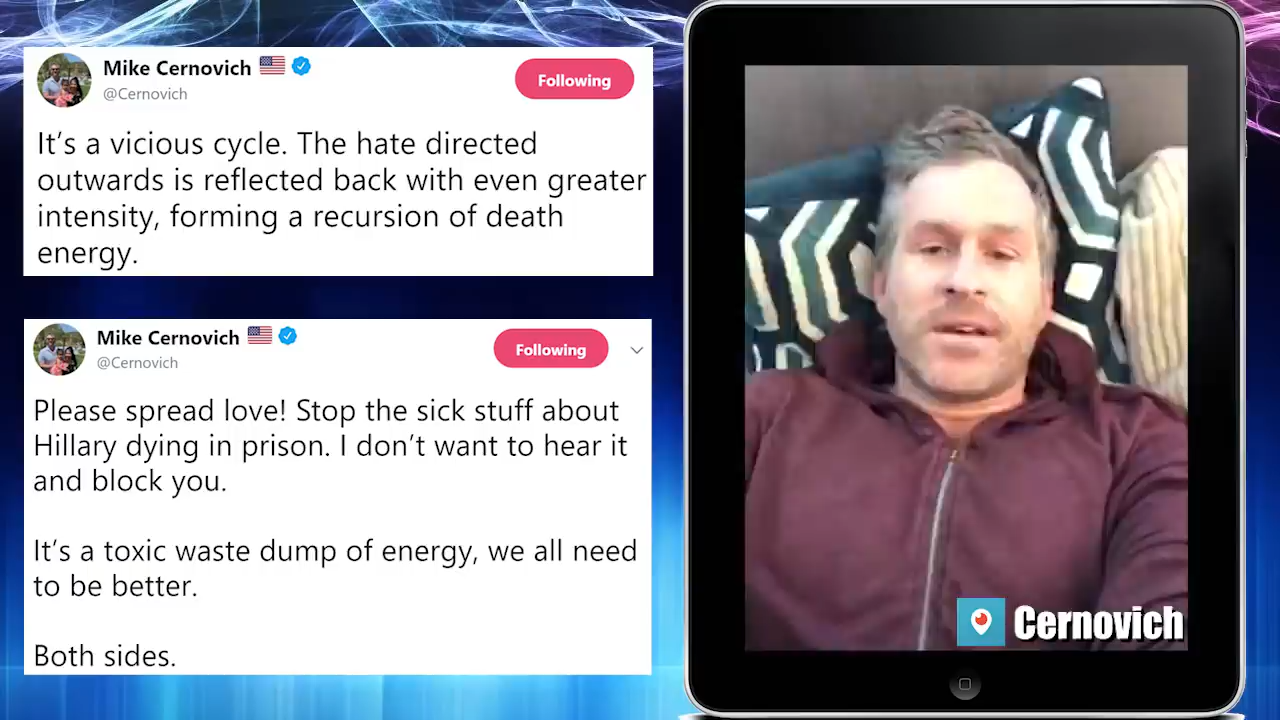 Mike Cernovich
@Cernovich
Following
It’s a vicious cycle. The hate directed
outwards is reflected back with even greater
intensity, forming a recursion of death
energy.
Mike Cernovich
@Cernovich
Following
Please spread love! Stop the sick stuff about
Hillary dying in prison. I don’t want to hear it
and block you.
It’s a toxic waste dump of energy, we all need
to be better.
Both sides.
Cernovich